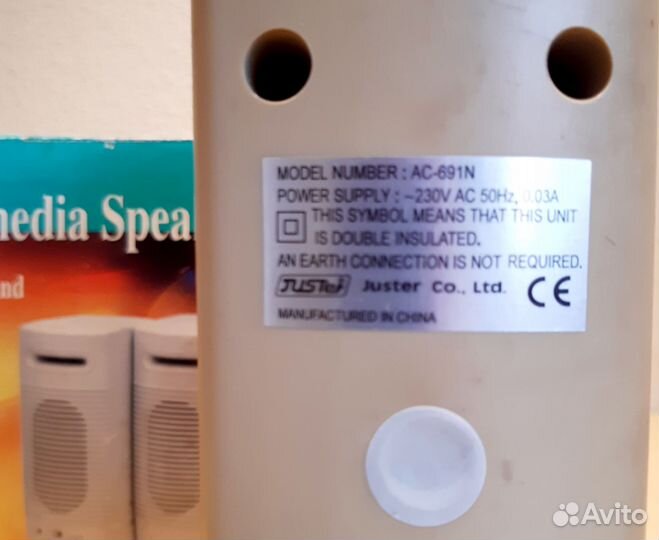 media Spea
nd
MODEL NUMBER : AC-691N
POWER SUPPLY : ~230V AC 50Hz, 0.03A
THIS SYMBOL MEANS THAT THIS UNIT
IS DOUBLE INSULATED.
AN EARTH CONNECTION IS NOT REQUIRED.
JUSTer Juster Co., Ltd. CE
MANUFACTURED IN CHINA
Avito